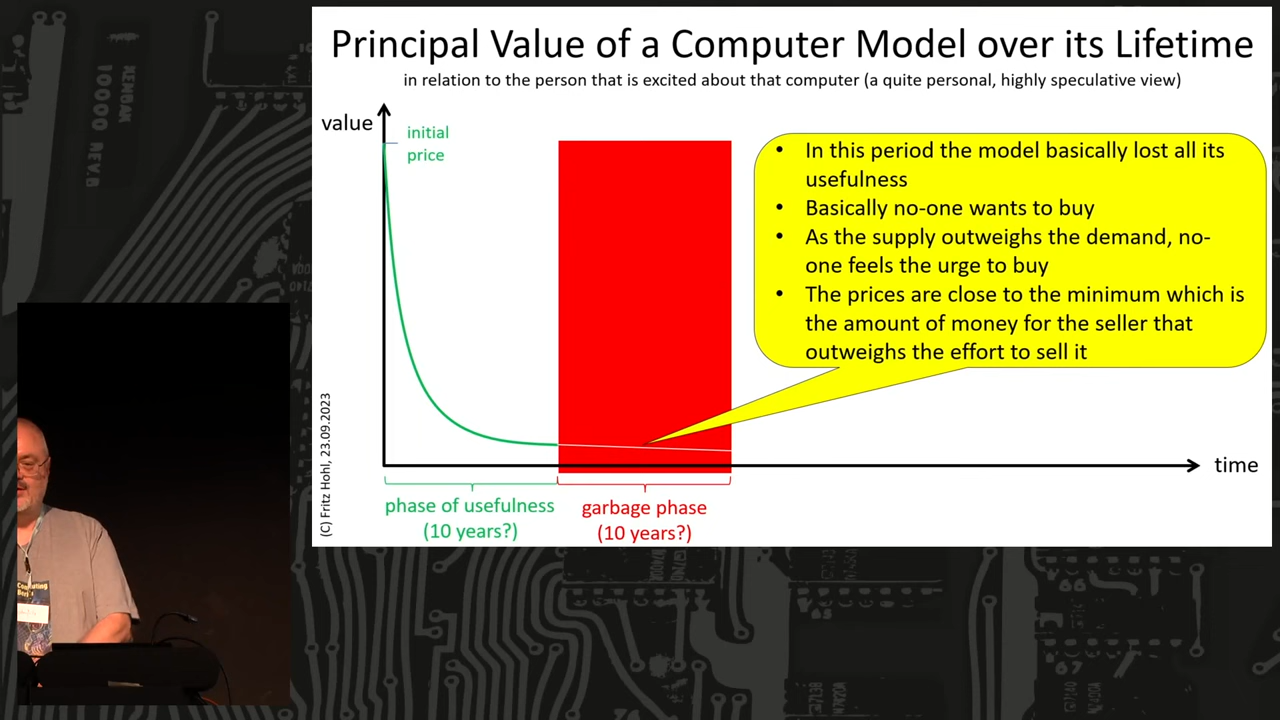 Principal Value of a Computer Model over its Lifetime
in relation to the person that is excited about that computer (a quite personal, highly speculative view)
value
initial
price
• In this period the model basically lost all its
usefulness
• Basically no-one wants to buy
• As the supply outweighs the demand, no-
one feels the urge to buy
• The prices are close to the minimum which is
the amount of money for the seller that
outweighs the effort to sell it
time
phase of usefulness
(10 years?)
garbage phase
(10 years?)
(C) Fritz Hohl, 23.09.2023
KENBAK
10000 REV.B